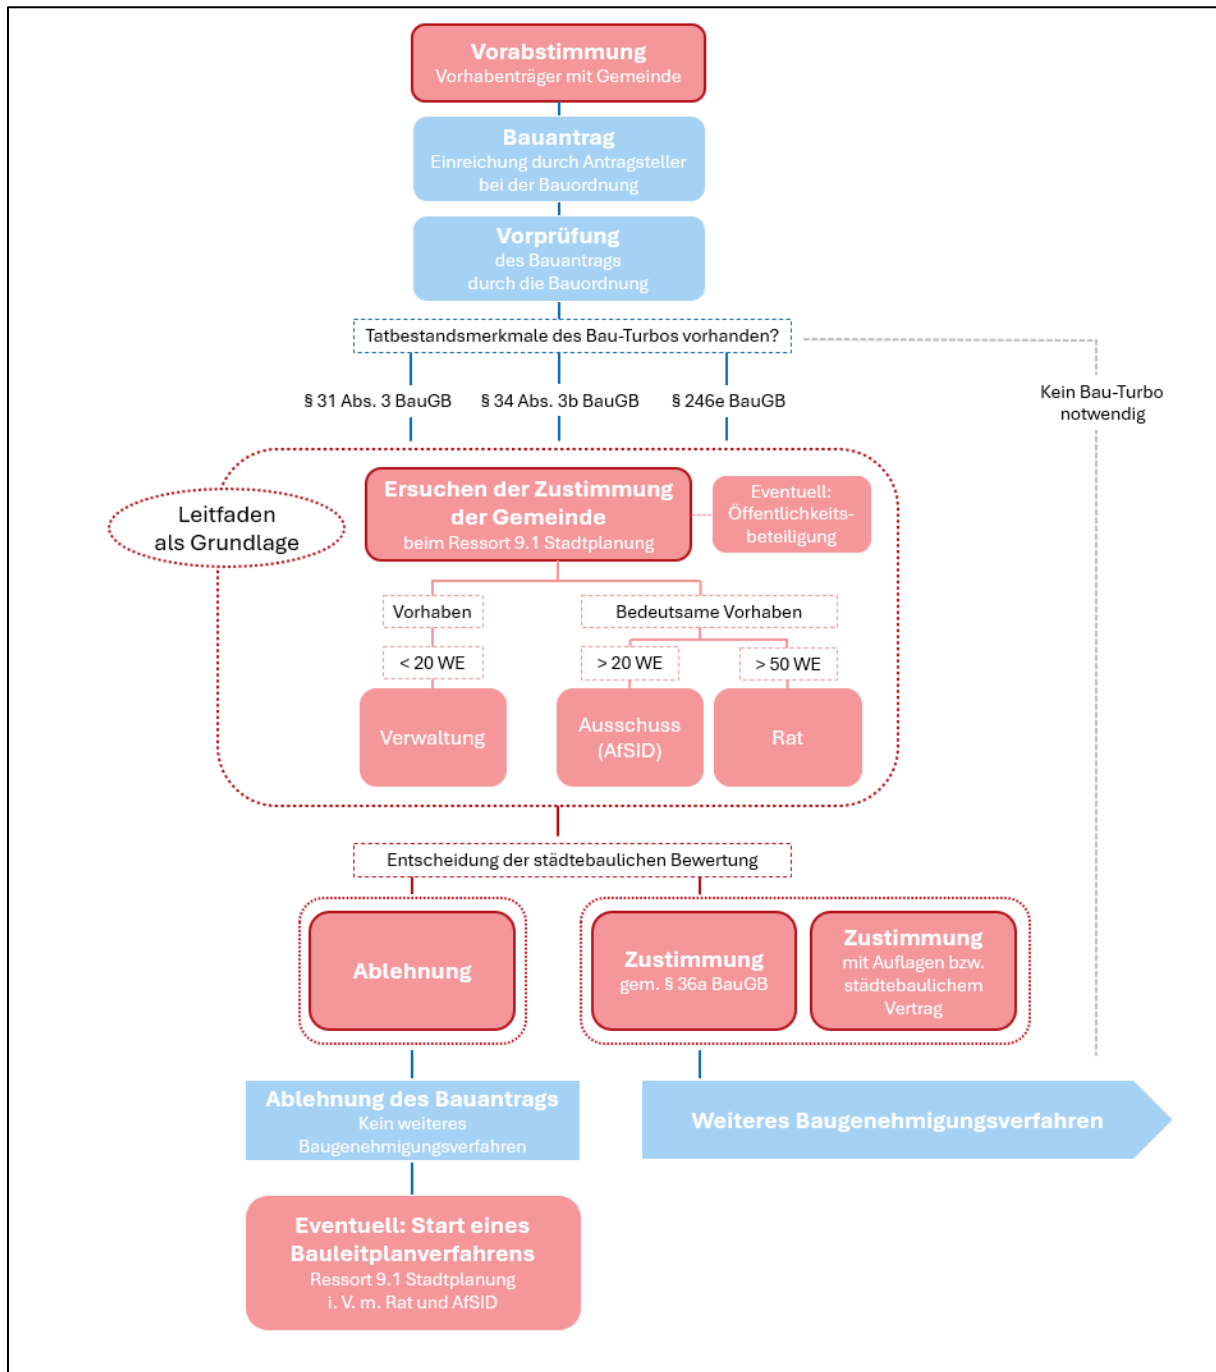 Vorabstimmung
Vorhabenträger mit Gemeinde
Bauantrag
Einreichung durch Antragsteller
bei der Bauordnung
Vorprüfung
des Bauantrags
durch die Bauordnung
Tatbestandsmerkmale des Bau-Turbos vorhanden?
§ 31 Abs. 3 BauGB
§ 34 Abs. 3b BauGB
§ 246e BauGB
Kein Bau-Turbo
notwendig
Leitfaden
als Grundlage
Ersuchen der Zustimmung
der Gemeinde
beim Ressort 9.1 Stadtplanung
Eventuell:
Öffentlichkeits-
beteiligung
Vorhaben
Bedeutsame Vorhaben
< 20 WE
> 20 WE
> 50 WE
Verwaltung
Ausschuss
(AfSID)
Rat
Entscheidung der städtebaulichen Bewertung
Ablehnung
Zustimmung
gem. § 36a BauGB
Zustimmung
mit Auflagen bzw.
städtebaulichem
Vertrag
Ablehnung des Bauantrags
Kein weiteres
Baugenehmigungsverfahren
Weiteres Baugenehmigungsverfahren
Eventuell: Start eines
Bauleitplanverfahrens
Ressort 9.1 Stadtplanung
i. V. m. Rat und AfSID